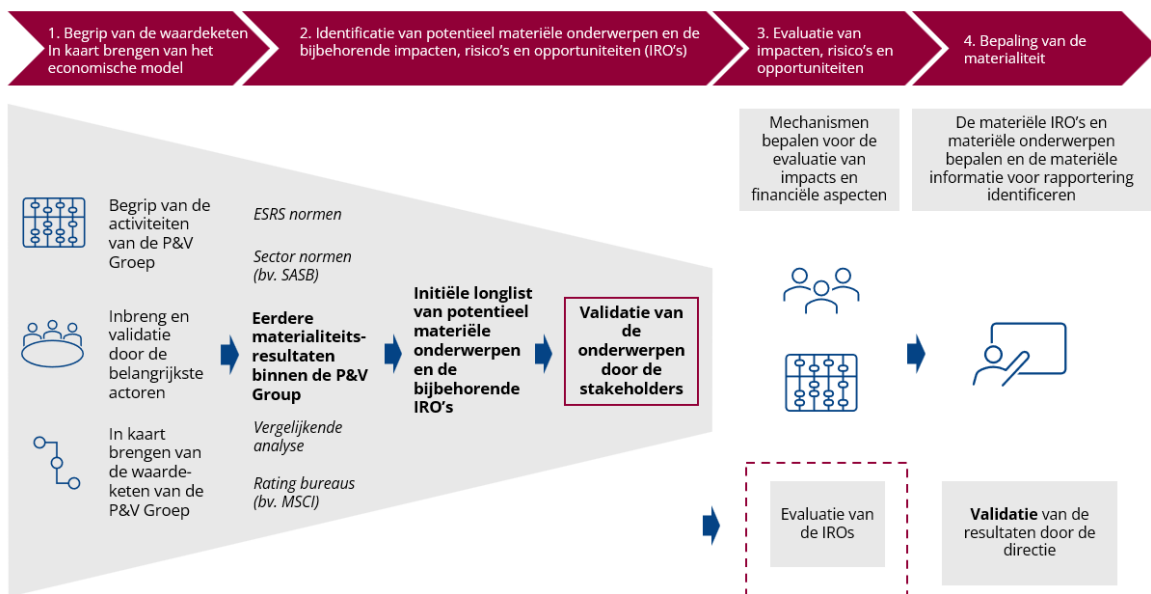 1. Begrip van de waardeketen
In kaart brengen van het
economische model
2. Identificatie van potentieel materiële onderwerpen en de
bijbehorende impacten, risico's en opportuniteiten (IRO's)
3. Evaluatie van
impacten, risico's en
opportuniteiten
4. Bepaling van de
materialiteit
Begrip van de
activiteiten
van de P&V
Groep
Inbreng en
validatie
door de
belangrijkste
actoren
In kaart
brengen van
de waarde-
keten van de
P&V Groep
ESRS normen
Sector normen
(bv. SASB)
Eerdere
materialiteits-
resultaten
binnen de P&V
Group
Vergelijkende
analyse
Rating bureaus
(bv. MSCI)
Initiële longlist
van potentieel
materiële
onderwerpen
en de
bijbehorende
IRO's
Validatie van
de
onderwerpen
door de
stakeholders
Mechanismen
bepalen voor de
evaluatie van
impacts en
financiële aspecten
Evaluatie van
de IROs
De materiële IRO's en
materiële onderwerpen
bepalen en de materiële
informatie voor rapportering
identificeren
Validatie van de
resultaten door de
directie